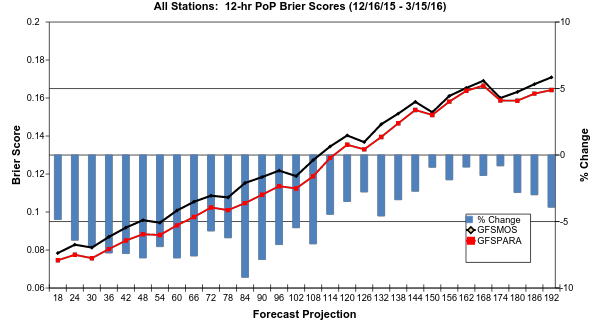 All Stations:  12-hr PoP Brier Scores (12/16/15 - 3/15/16)
0.2
0.18
0.16
0.14
0.12
0.1
0.08
0.06
Brier Score
10
5
0
-5
-10
% Change
% Change
GFSMOS
GFSPARA
18 24 30 36 42 48 54 60 66 72 78 84 90 96 102 108 114 120 126 132 138 144 150 156 162 168 174 180 186 192
Forecast Projection